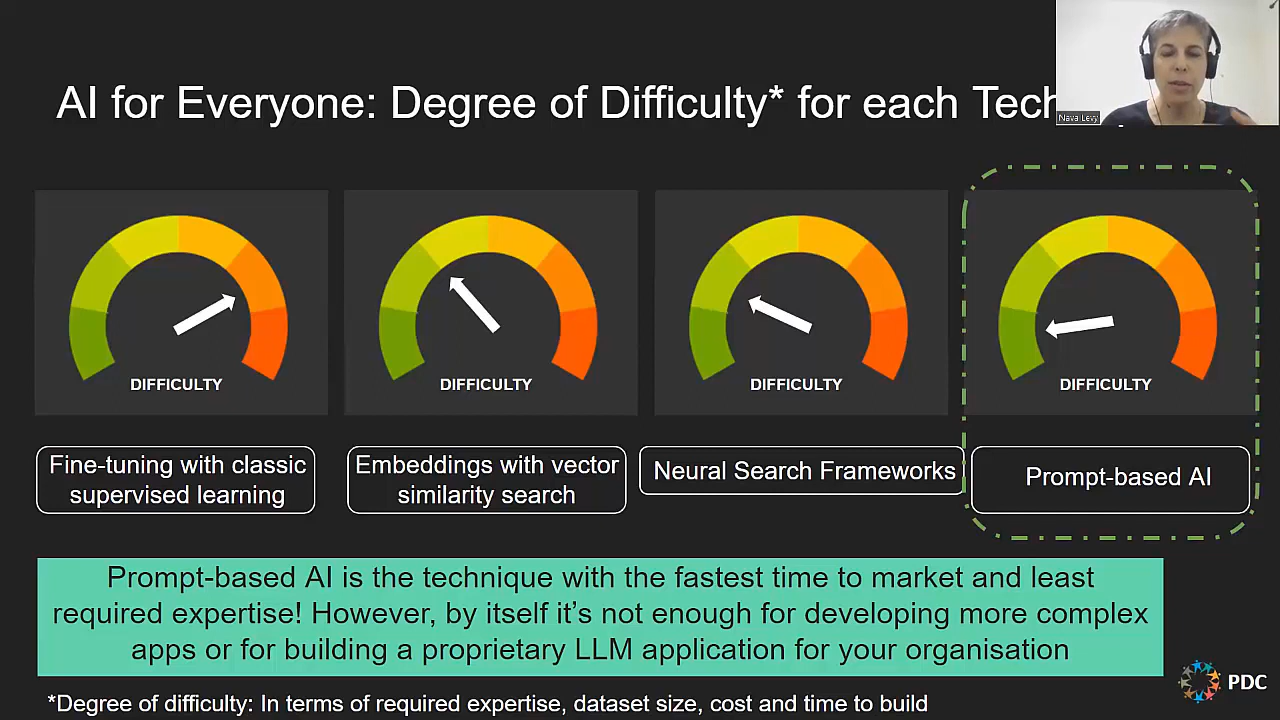 AI for Everyone: Degree of Difficulty* for each Tech
Nava Levy
DIFFICULTY
DIFFICULTY
DIFFICULTY
DIFFICULTY
Fine-tuning with classic
supervised learning
Embeddings with vector
similarity search
Neural Search Frameworks
Prompt-based AI
Prompt-based AI is the technique with the fastest time to market and least
required expertise! However, by itself it's not enough for developing more complex
apps or for building a proprietary LLM application for your organisation
PDC
*Degree of difficulty: In terms of required expertise, dataset size, cost and time to build